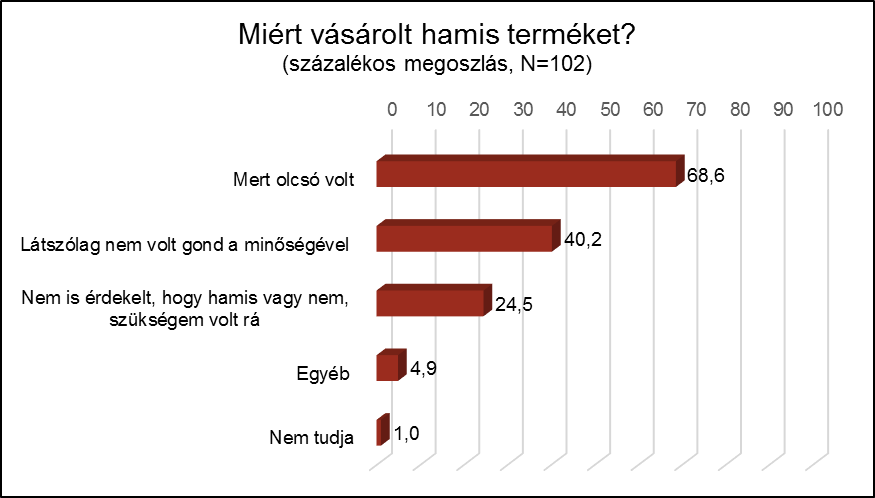 Miért vásárolt hamis terméket?
(százalékos megoszlás, N=102)
0 10 20 30 40 50 60 70 80 90 100
Mert olcsó volt 68,6
Látszólag nem volt gond a minőségével 40,2
Nem is érdekelt, hogy hamis vagy nem,
szükségem volt rá 24,5
Egyéb 4,9
Nem tudja 1,0